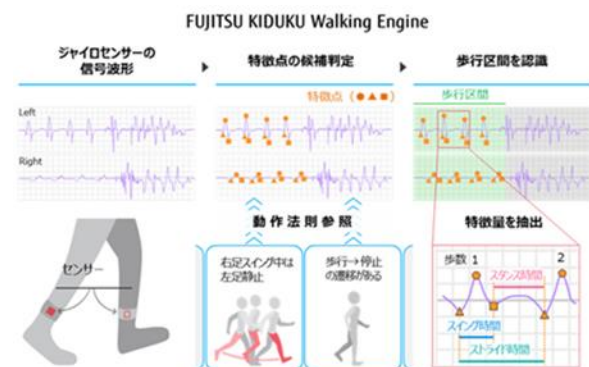 FUJITSU KIDUKU Walking Engine
ジャイロセンサーの
信号波形
特徴点の候補判定
歩行区間を認識
特徴点 (●▲■)
歩行区間
Left
Right
動作法則参照
特徴量を抽出
センサー
右足スイング中は
左足静止
歩行→停止
の遷移がある
歩数 1
2
スタンス時間
スイング時間
ストライド時間